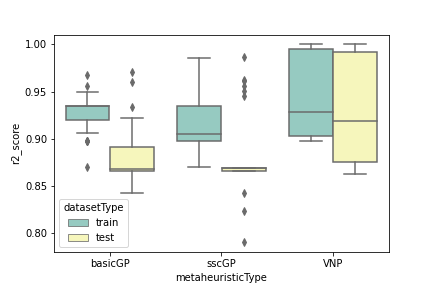 1.00
0.95
0.90
0.85
0.80
r2_score
datasetType
train
test
basicGP
sscGP
VNP
metaheuristicType